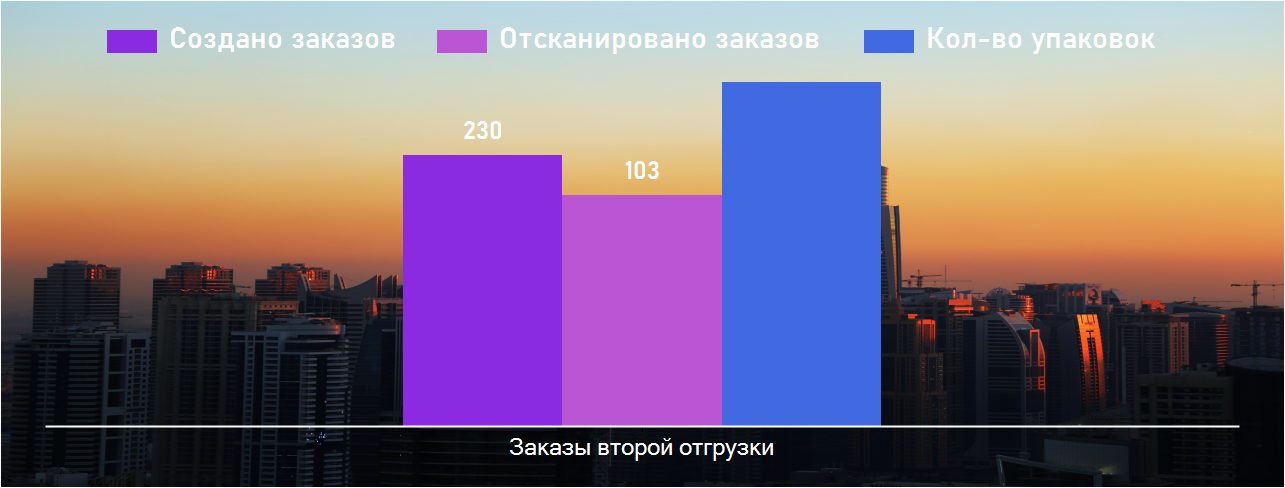 Создано заказов Отсканировано заказов Кол-во упаковок
230
103
Заказы второй отгрузки